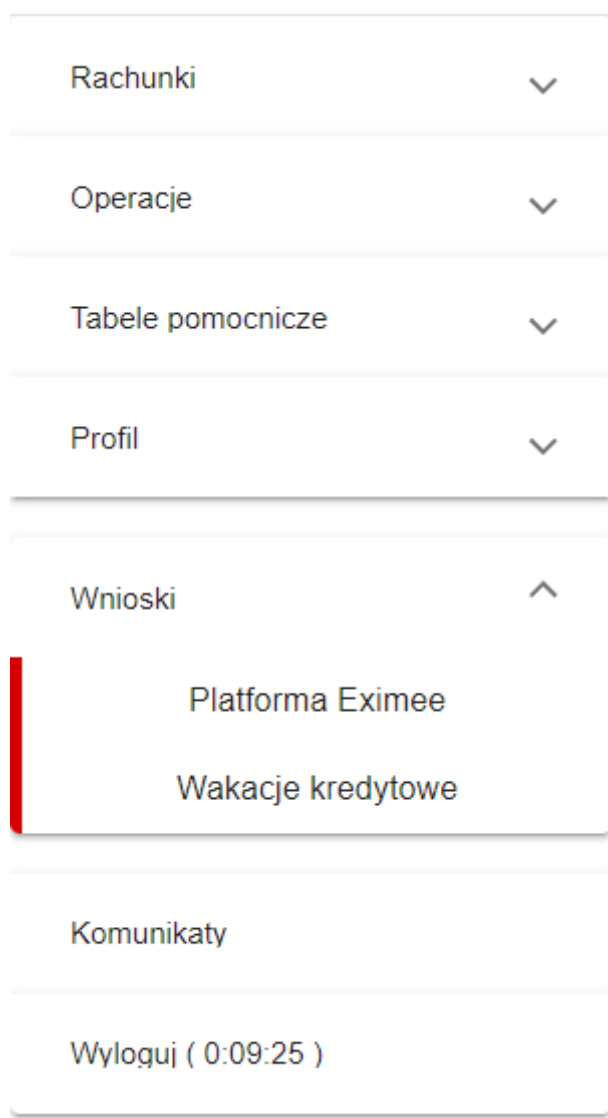 Rachunki
Operacje
Tabele pomocnicze
Profil
Wnioski
Platforma Eximee
Wakacje kredytowe
Komunikaty
Wyloguj ( 0:09:25 )